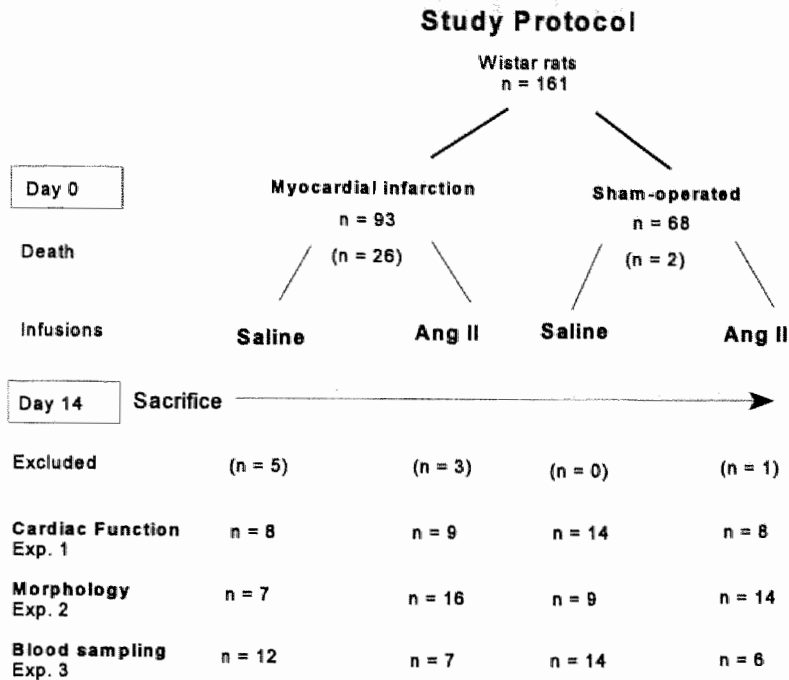 Study Protocol
Wistar rats
n = 161
Day 0
Myocardial infarction
Sham-operated
n = 93
n = 68
Death
(n = 26)
(n = 2)
Infusions
Saline
Ang II
Saline
Ang II
Day 14
Sacrifice
Excluded
(n = 5)
(n = 3)
(n = 0)
(n = 1)
Cardiac Function
Exp. 1
n = 8
n = 9
n = 14
n = 8
Morphology
Exp. 2
n = 7
n = 16
n = 9
n = 14
Blood sampling
Exp. 3
n = 12
n = 7
n = 14
n = 6